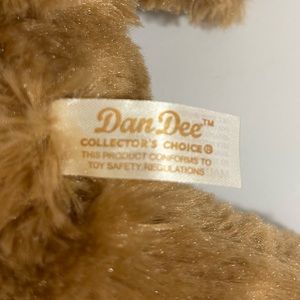 DanDee™
COLLECTOR'S CHOICE®
THIS PRODUCT CONFORMS TO
TOY SAFETY REGULATIONS